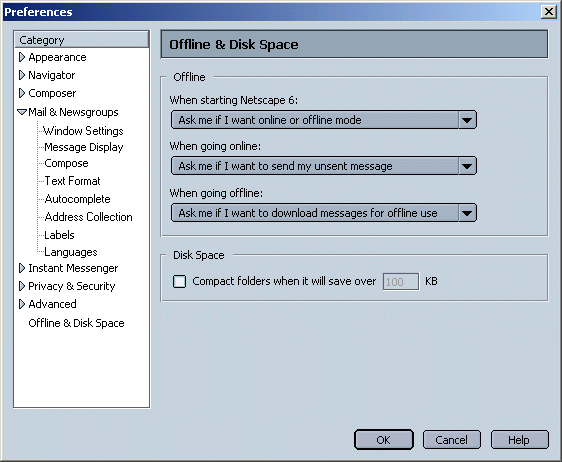 Preferences
Category
Appearance
Navigator
Composer
Mail & Newsgroups
Window Settings
Message Display
Compose
Text Format
Autocomplete
Address Collection
Labels
Languages
Instant Messenger
Privacy & Security
Advanced
Offline & Disk Space
Offline & Disk Space
Offline
When starting Netscape 6:
Ask me if I want online or offline mode
When going online:
Ask me if I want to send my unsent message
When going offline:
Ask me if I want to download messages for offline use
Disk Space
Compact folders when it will save over 100 KB
OK Cancel Help